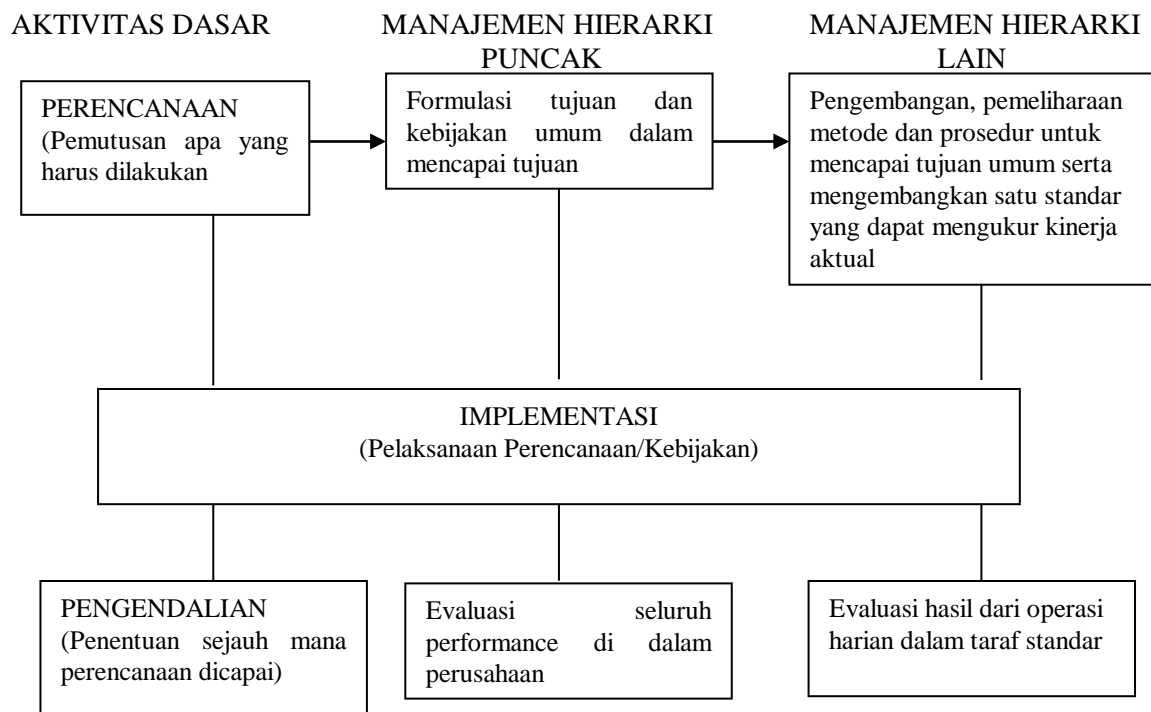 AKTIVITAS DASAR
MANAJEMEN HIERARKI
PUNCAK
MANAJEMEN HIERARKI
LAIN
PERENCANAAN
(Pemutusan apa yang
harus dilakukan
Formulasi tujuan dan
kebijakan umum dalam
mencapai tujuan
Pengembangan, pemeliharaan
metode dan prosedur untuk
mencapai tujuan umum serta
mengembangkan satu standar
yang dapat mengukur kinerja
aktual
IMPLEMENTASI
(Pelaksanaan Perencanaan/Kebijakan)
PENGENDALIAN
(Penentuan sejauh mana
perencanaan dicapai)
Evaluasi seluruh
performance di dalam
perusahaan
Evaluasi hasil dari operasi
harian dalam taraf standar